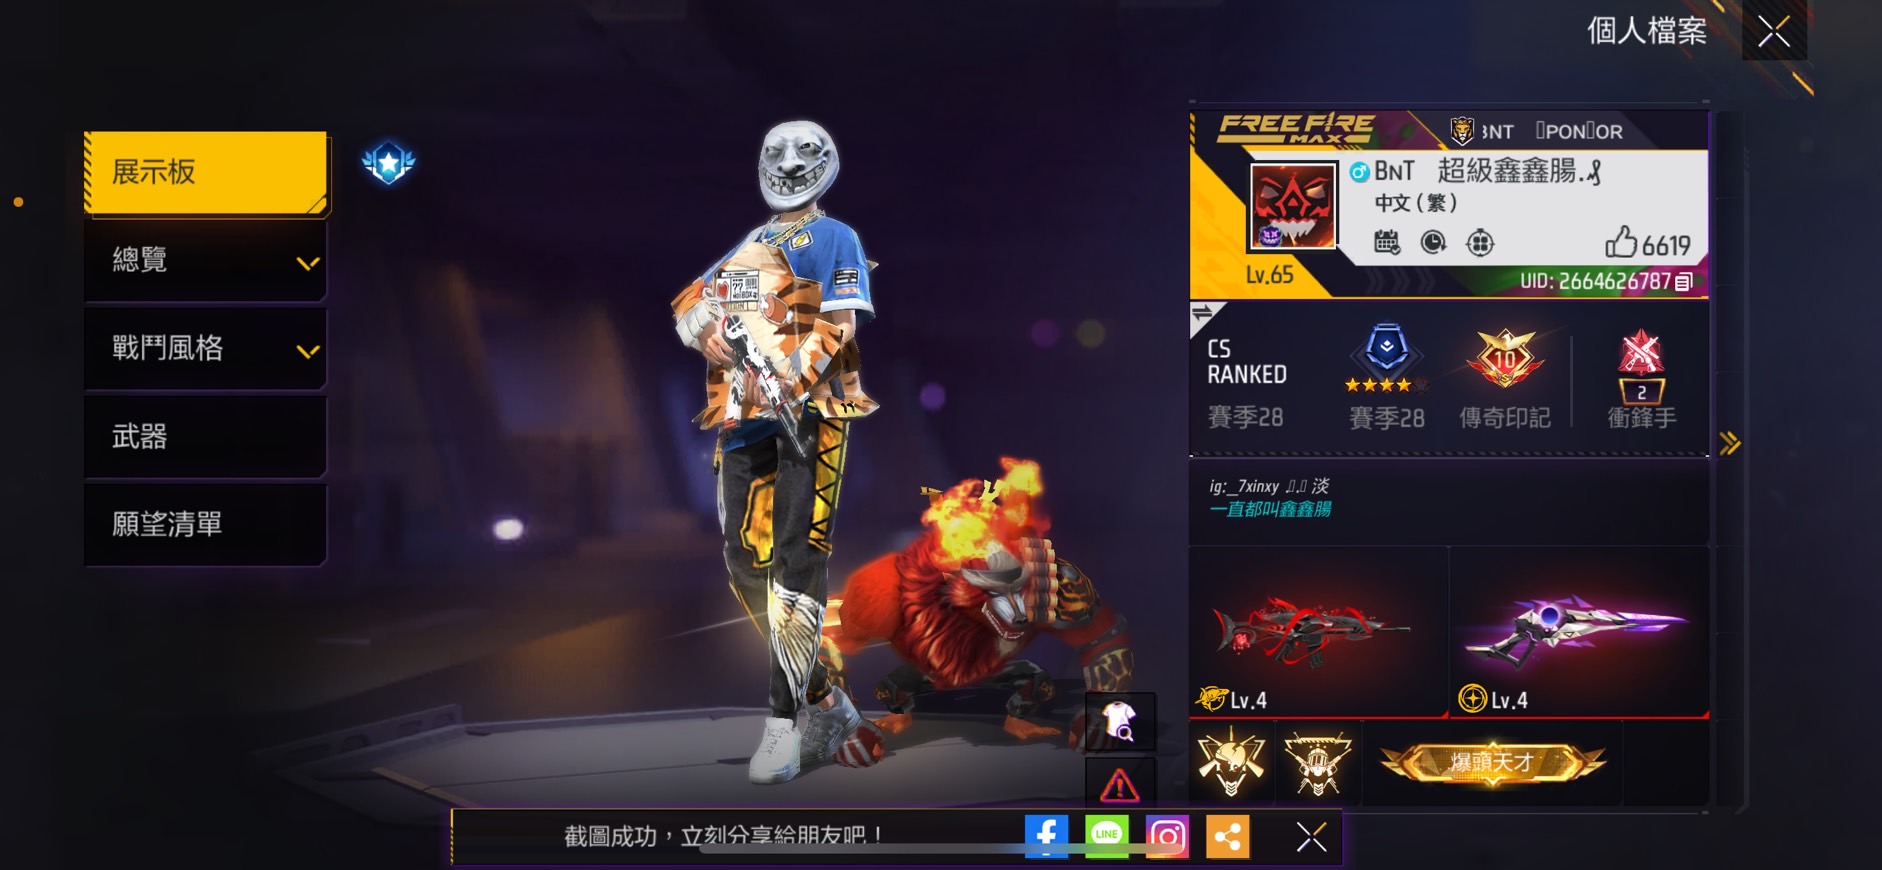 個人檔案
展示板
總覽
戰鬥風格
武器
願望清單
FREE FIRE
MAX
BNT
BNT 超級鑫鑫腸.
中文(繁)
6619
Lv.65
UID: 2664626787
CS
RANKED
賽季28
賽季28
10
傳奇印記
2
衝鋒手
ig:_7xinxy 淡
一直都叫鑫鑫腸
Lv.4
Lv.4
爆頭天才
截圖成功，立刻分享給朋友吧！
LINE